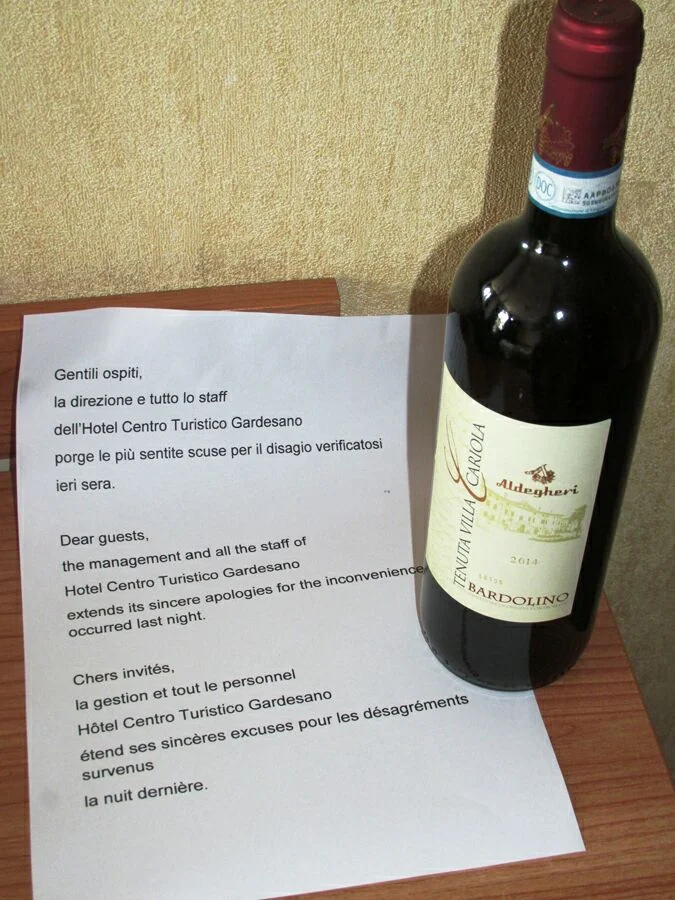 Gentili ospiti,
la direzione e tutto lo staff
dell'Hotel Centro Turistico Gardesano
porge le più sentite scuse per il disagio verificatosi
ieri sera.
Dear guests,
the management and all the staff of
Hotel Centro Turistico Gardesano
extends its sincere apologies for the inconvenience
occurred last night.
Chers invités,
la gestion et tout le personnel
Hôtel Centro Turistico Gardesano
étend ses sincères excuses pour les désagréments
survenus
la nuit dernière.
DOC
TENUTA VILLA CARIOLA
Aldegheri
2614
BARDOLINO